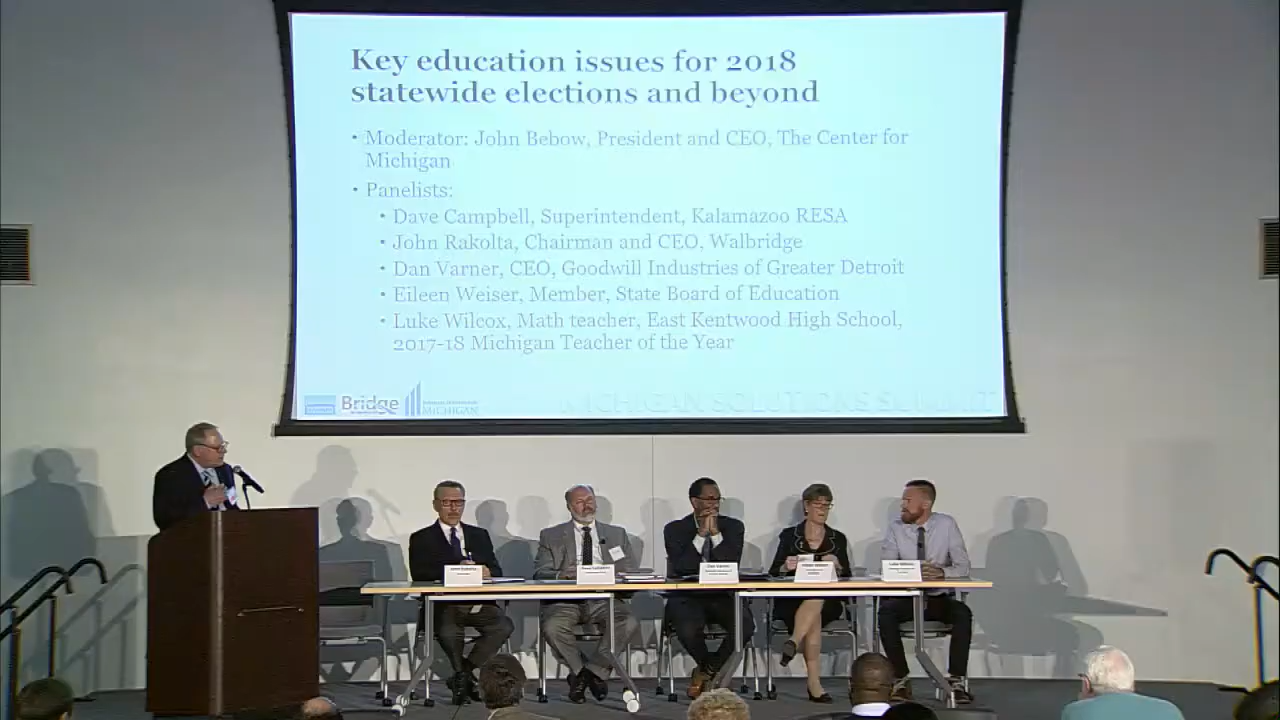 Key education issues for 2018
statewide elections and beyond
• Moderator: John Bebow, President and CEO, The Center for
Michigan
• Panelists:
• Dave Campbell, Superintendent, Kalamazoo RESA
• John Rakolta, Chairman and CEO, Walbridge
• Dan Varner, CEO, Goodwill Industries of Greater Detroit
• Eileen Weiser, Member, State Board of Education
• Luke Wilcox, Math teacher, East Kentwood High School,
2017-18 Michigan Teacher of the Year
Bridge
MICHIGAN
MICHIGAN SOLUTIONS SUMMIT